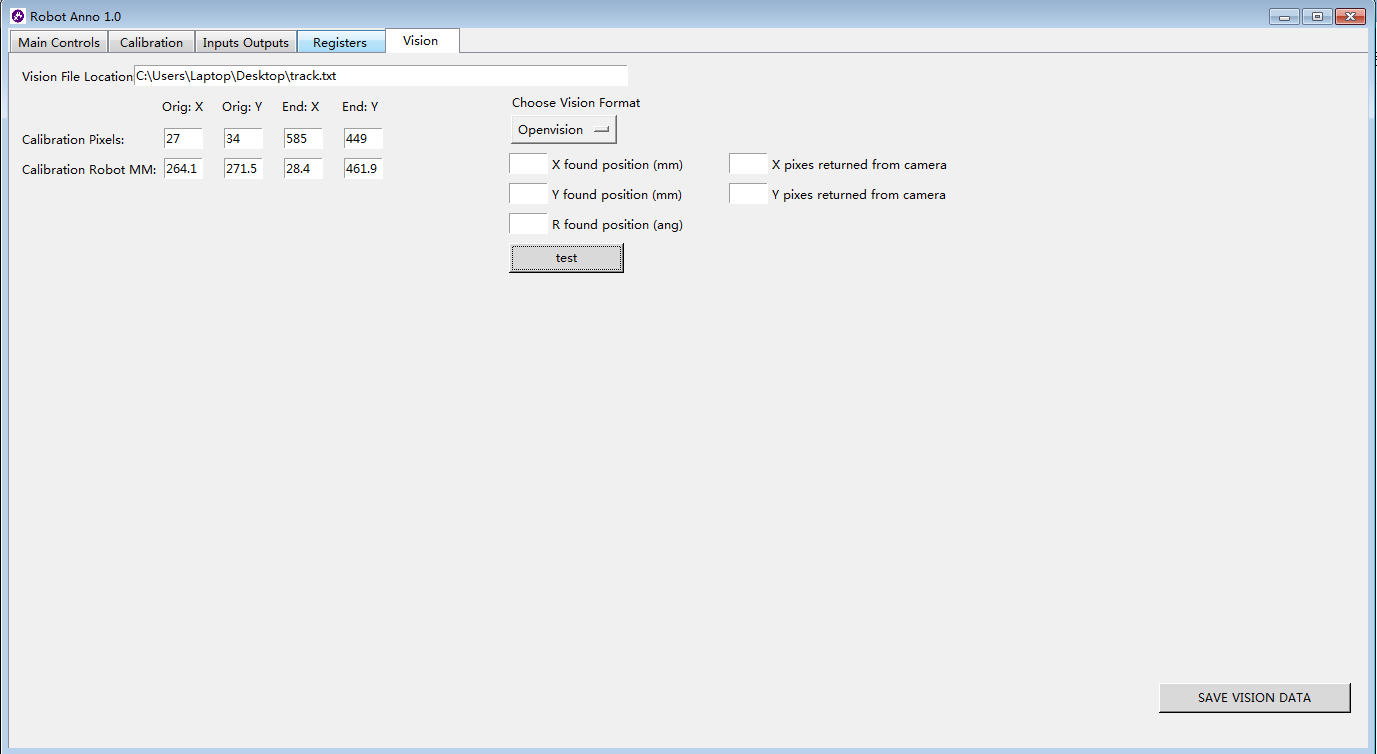 Robot Anno 1.0
Main Controls Calibration Inputs Outputs Registers Vision
Vision File Location C:\Users\Laptop\Desktop\track.txt
Orig: X Orig: Y End: X End: Y
Calibration Pixels: 27 34 585 449
Calibration Robot MM: 264.1 271.5 28.4 461.9
Choose Vision Format
Openvision
X found position (mm) X pixes returned from camera
Y found position (mm) Y pixes returned from camera
R found position (ang)
test
SAVE VISION DATA